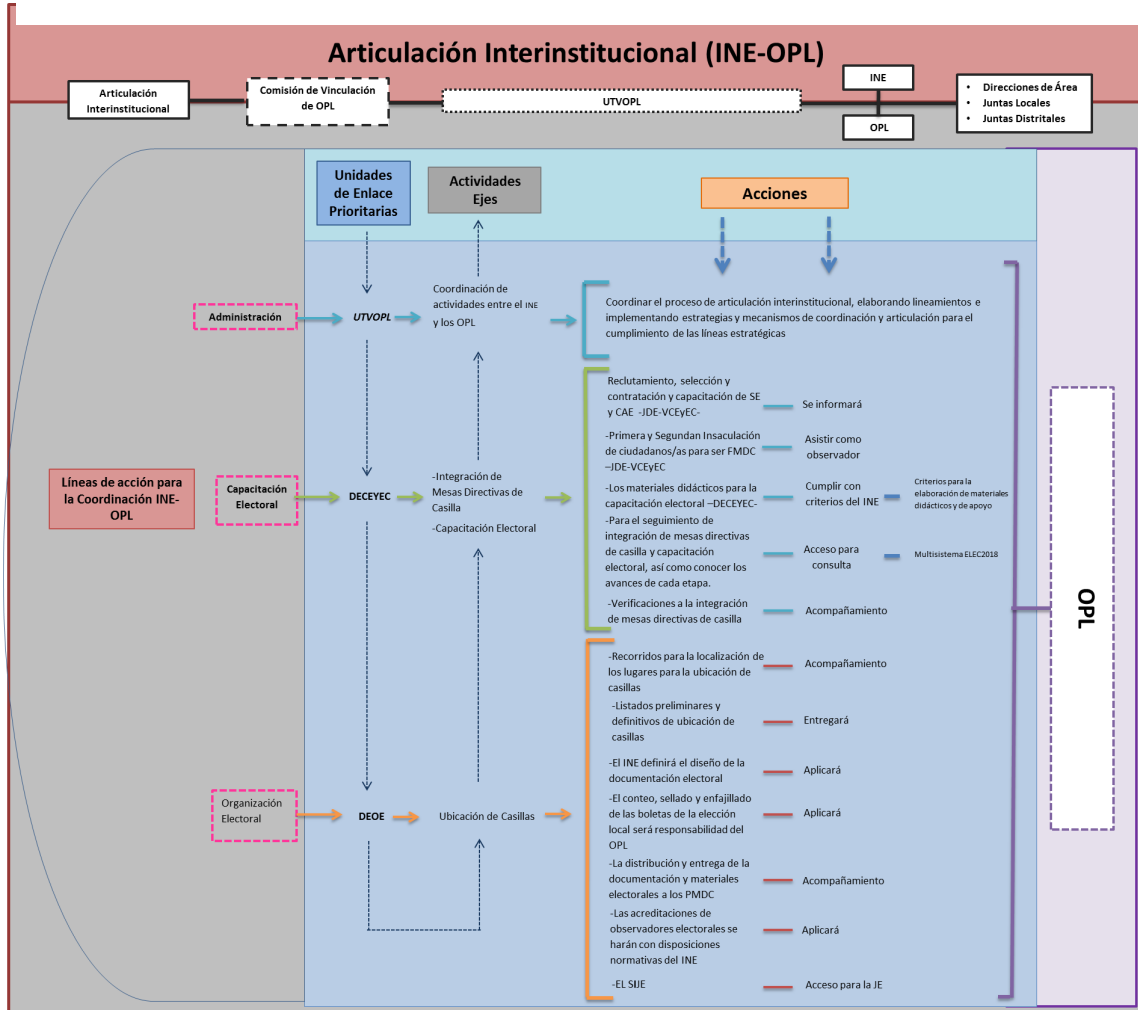 Articulación Interinstitucional (INE-OPL)
Articulación
Interinstitucional
Comisión de Vinculación
de OPL
UTVOPL
INE
OPL
• Direcciones de Área
• Juntas Locales
• Juntas Distritales
Unidades
de Enlace
Prioritarias
Actividades
Ejes
Acciones
Líneas de acción para
la Coordinación INE-
OPL
Administración
UTVOPL
Coordinación de
actividades entre el INE
y los OPL
Coordinar el proceso de articulación interinstitucional, elaborando lineamientos e
implementando estrategias y mecanismos de coordinación y articulación para el
cumplimiento de las líneas estratégicas
Capacitación
Electoral
DECEYEC
-Integración de
Mesas Directivas de
Casilla
-Capacitación Electoral
Reclutamiento, selección y
contratación y capacitación de SE
y CAE -JDE-VCEyEC-
Se informará
-Primera y Segundan Insaculación
de ciudadanos/as para ser FMDC
–JDE-VCEyEC
Asistir como
observador
-Los materiales didácticos para la
capacitación electoral –DECEYEC-
Cumplir con
criterios del INE
Criterios para la
elaboración de materiales
didácticos y de apoyo
-Para el seguimiento de
integración de mesas directivas
de casilla y capacitación
electoral, así como conocer los
avances de cada etapa.
Acceso para
consulta
Multisistema ELEC2018
-Verificaciones a la integración
de mesas directivas de casilla
Acompañamiento
Organización
Electoral
DEOE
Ubicación de Casillas
-Recorridos para la localización de
los lugares para la ubicación de
casillas
Acompañamiento
-Listados preliminares y
definitivos de ubicación de
casillas
Entregará
-El INE definirá el diseño de la
documentación electoral
Aplicará
-El conteo, sellado y enfajillado
de las boletas de la elección
local será responsabilidad del
OPL
Aplicará
-La distribución y entrega de la
documentación y materiales
electorales a los PMDC
Acompañamiento
-Las acreditaciones de
observadores electorales se
harán con disposiciones
normativas del INE
Aplicará
-EL SIJE
Acceso para la JE
OPL